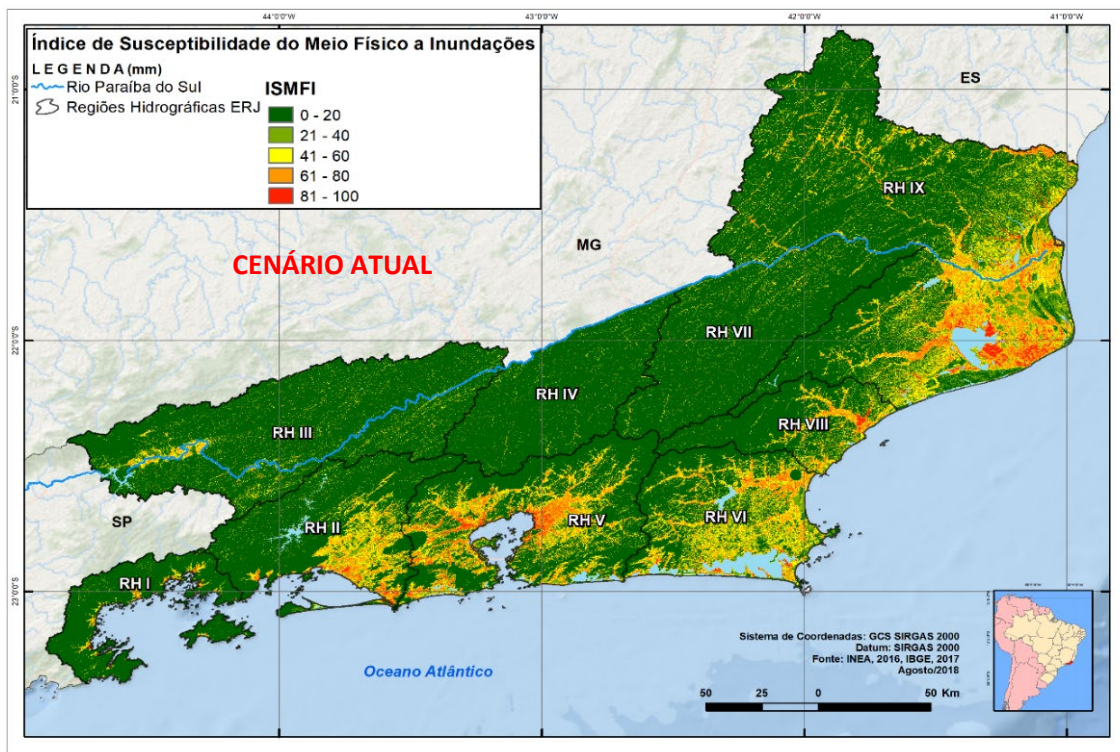 44°0'0"O 43°0'0"O 42°0'0"O 41°0'0"O
Índice de Susceptibilidade do Meio Físico a Inundações
L E G E N D A (mm)
Rio Paraíba do Sul
Regiões Hidrográficas ERJ
ISMFI
0 - 20
21 - 40
41 - 60
61 - 80
81 - 100
ES
21°0'0"S
RH IX
MG
CENÁRIO ATUAL
RH VII
22°0'0"S
RH IV
RH VIII
RH III
SP
RH II
RH V
RH VI
RH I
23°0'0"S
Sistema de Coordenadas: GCS SIRGAS 2000
Datum: SIRGAS 2000
Fonte: INEA, 2016, IBGE, 2017
Agosto/2018
Oceano Atlântico
50 25 0 50 Km